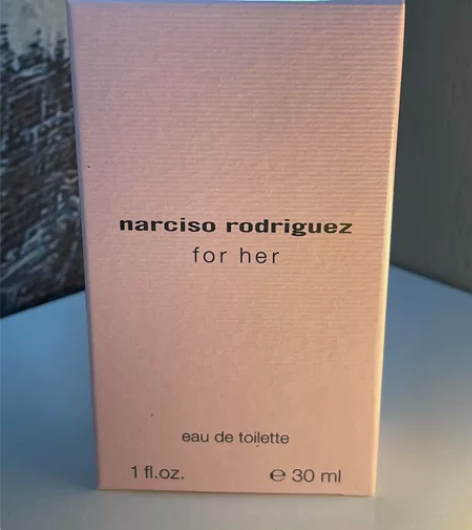 narciso rodriguez
for her
eau de toilette
1 fl.oz. ℮ 30 ml